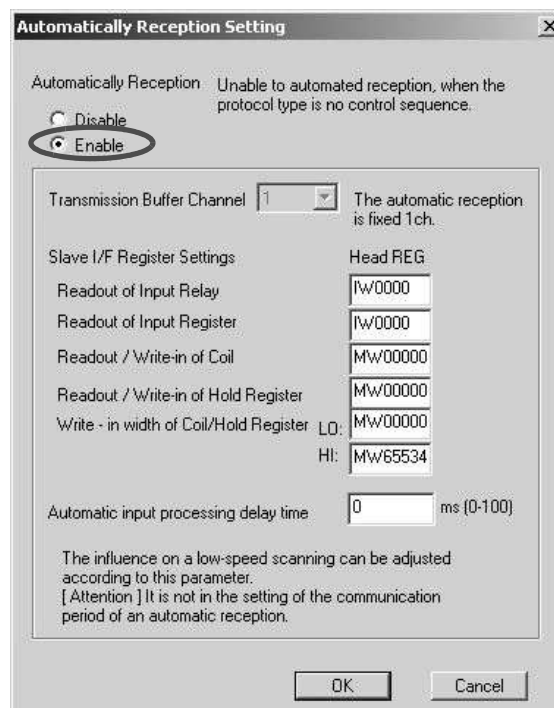 Automatically Reception Setting
Automatically Reception
Unable to automated reception, when the
protocol type is no control sequence.
Disable
Enable
Transmission Buffer Channel 1
The automatic reception
is fixed 1ch.
Slave I/F Register Settings Head REG
Readout of Input Relay IW0000
Readout of Input Register IW0000
Readout / Write-in of Coil MW00000
Readout / Write-in of Hold Register MW00000
Write - in width of Coil/Hold Register LO: MW00000
HI: MW65534
Automatic input processing delay time 0 ms (0-100)
The influence on a low-speed scanning can be adjusted
according to this parameter.
[ Attention ] It is not in the setting of the communication
period of an automatic reception.
OK Cancel